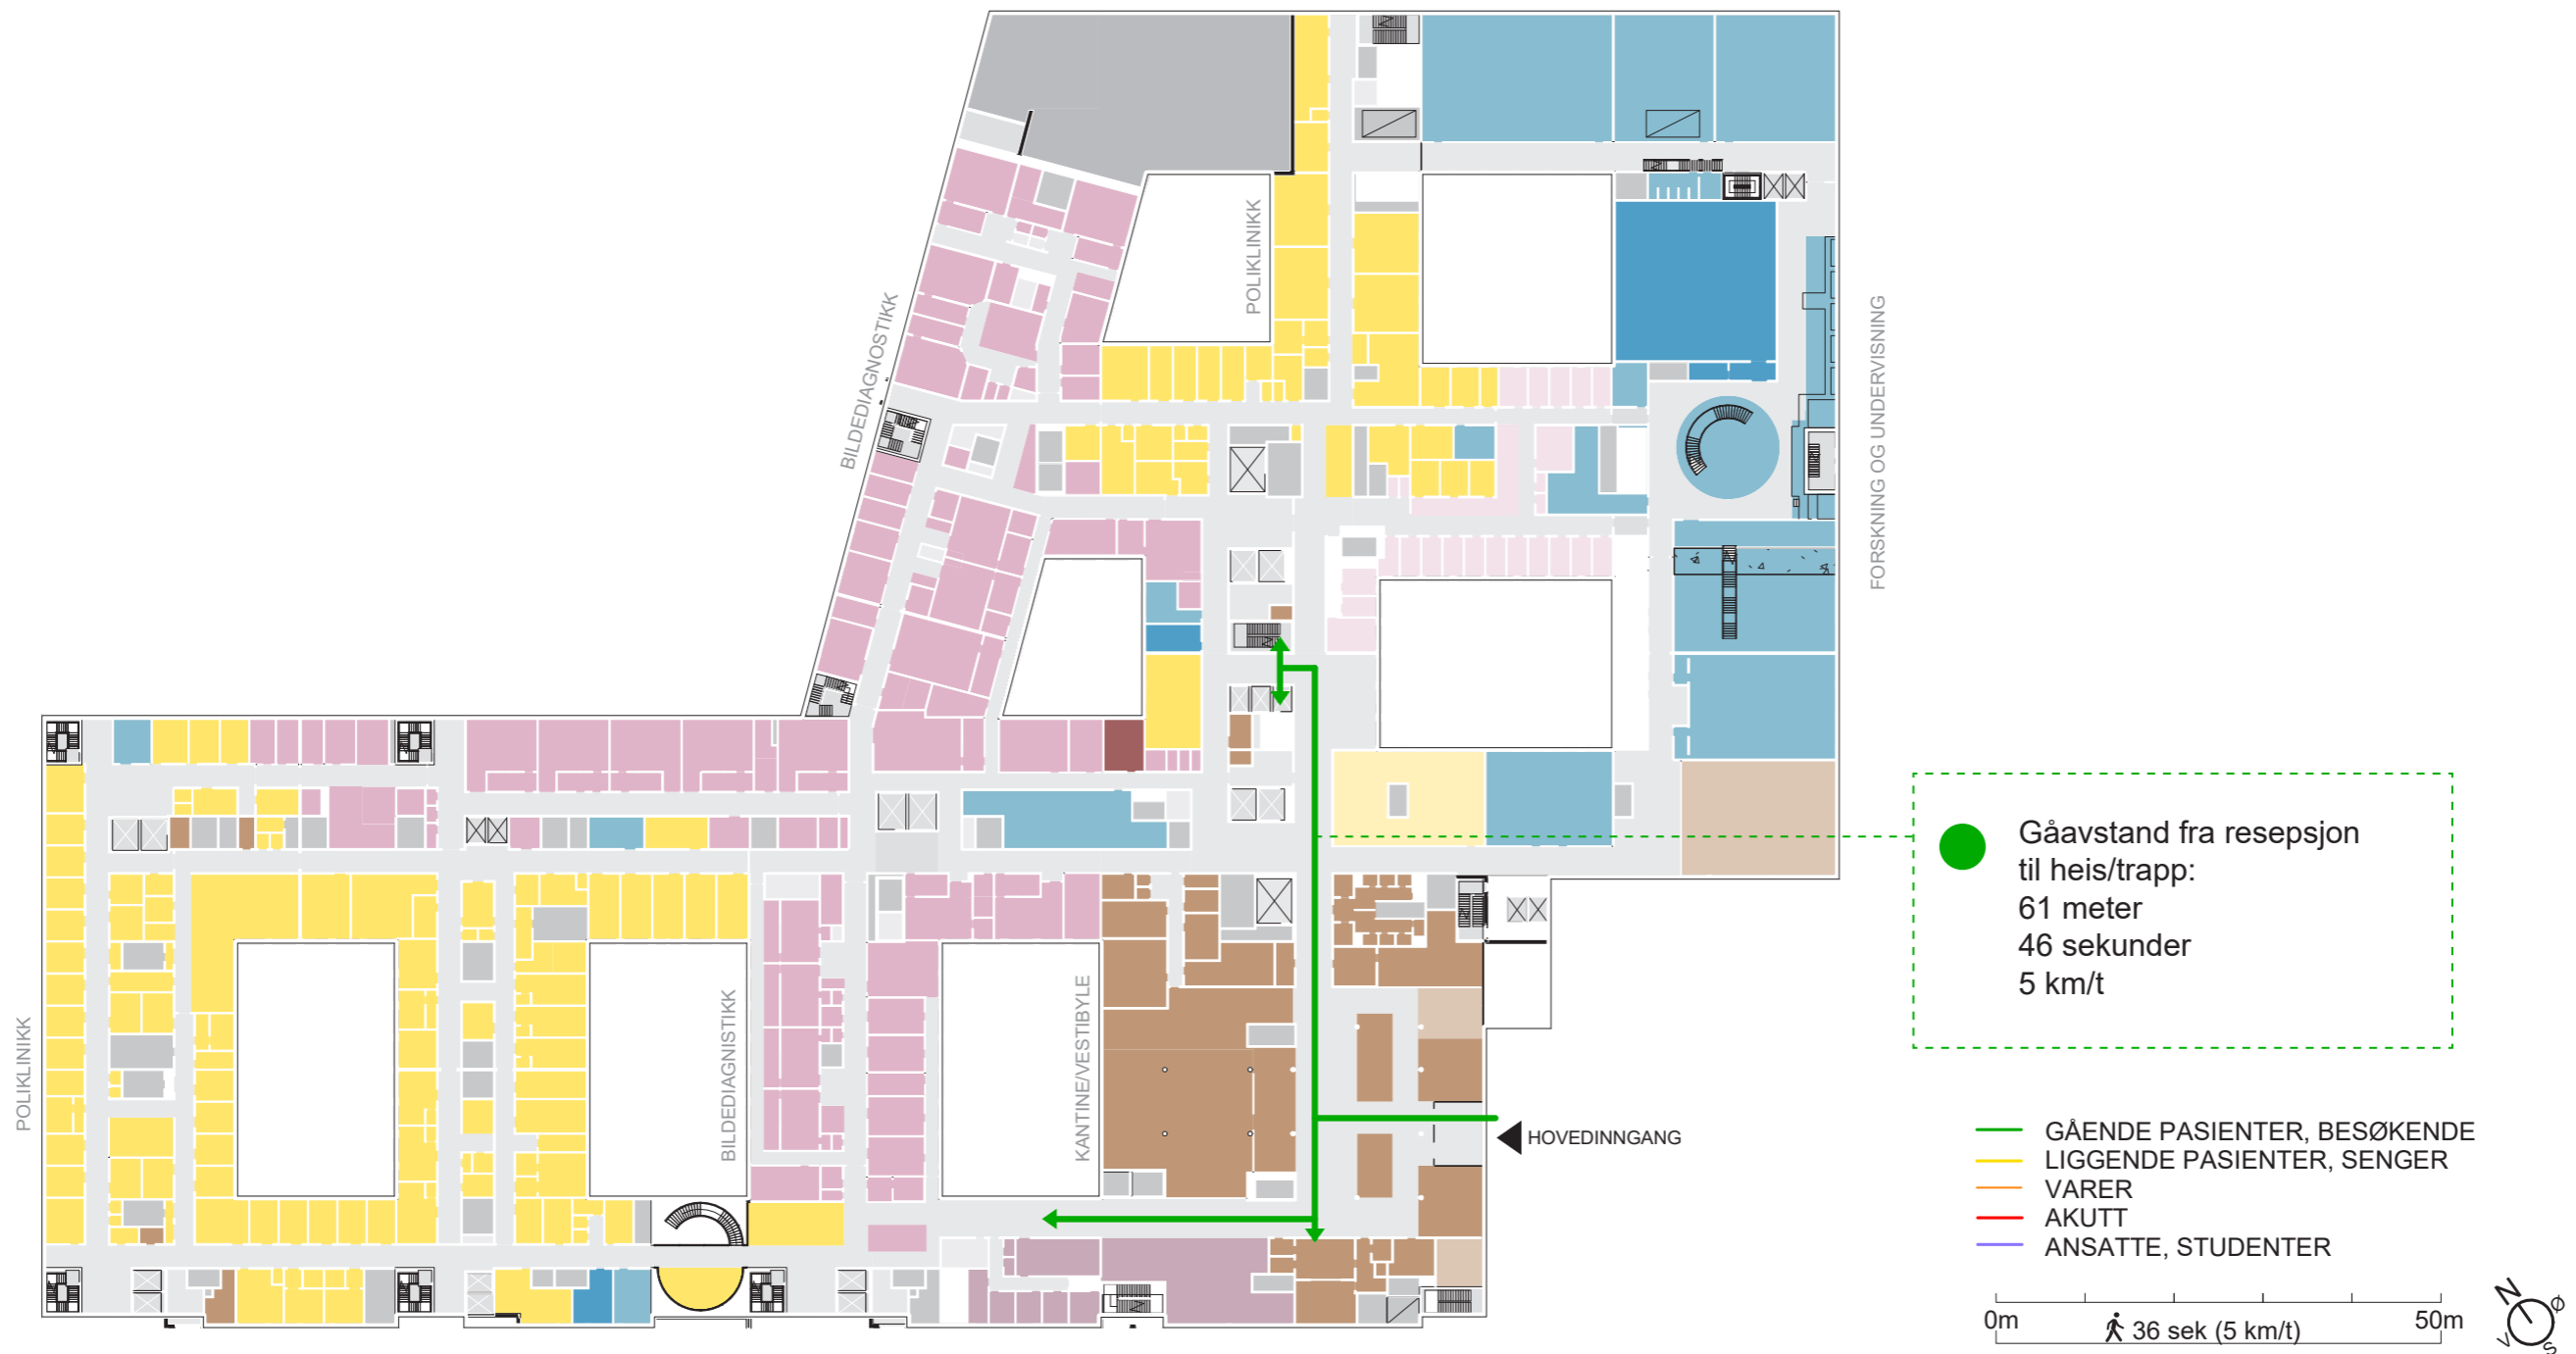 POLIKLINIKK
BILDEDIAGNOSTIKK
FORSKNING OG UNDERVISNING
Gåavstand fra resepsjon
til heis/trapp:
61 meter
46 sekunder
5 km/t
POLIKLINIKK
BILDEDIAGNISTIKK
KANTINE/VESTIBYLE
HOVEDINNGANG
GÅENDE PASIENTER, BESØKENDE
LIGGENDE PASIENTER, SENGER
VARER
AKUTT
ANSATTE, STUDENTER
0m
50m
36 sek (5 km/t)
N
Ø
V
S